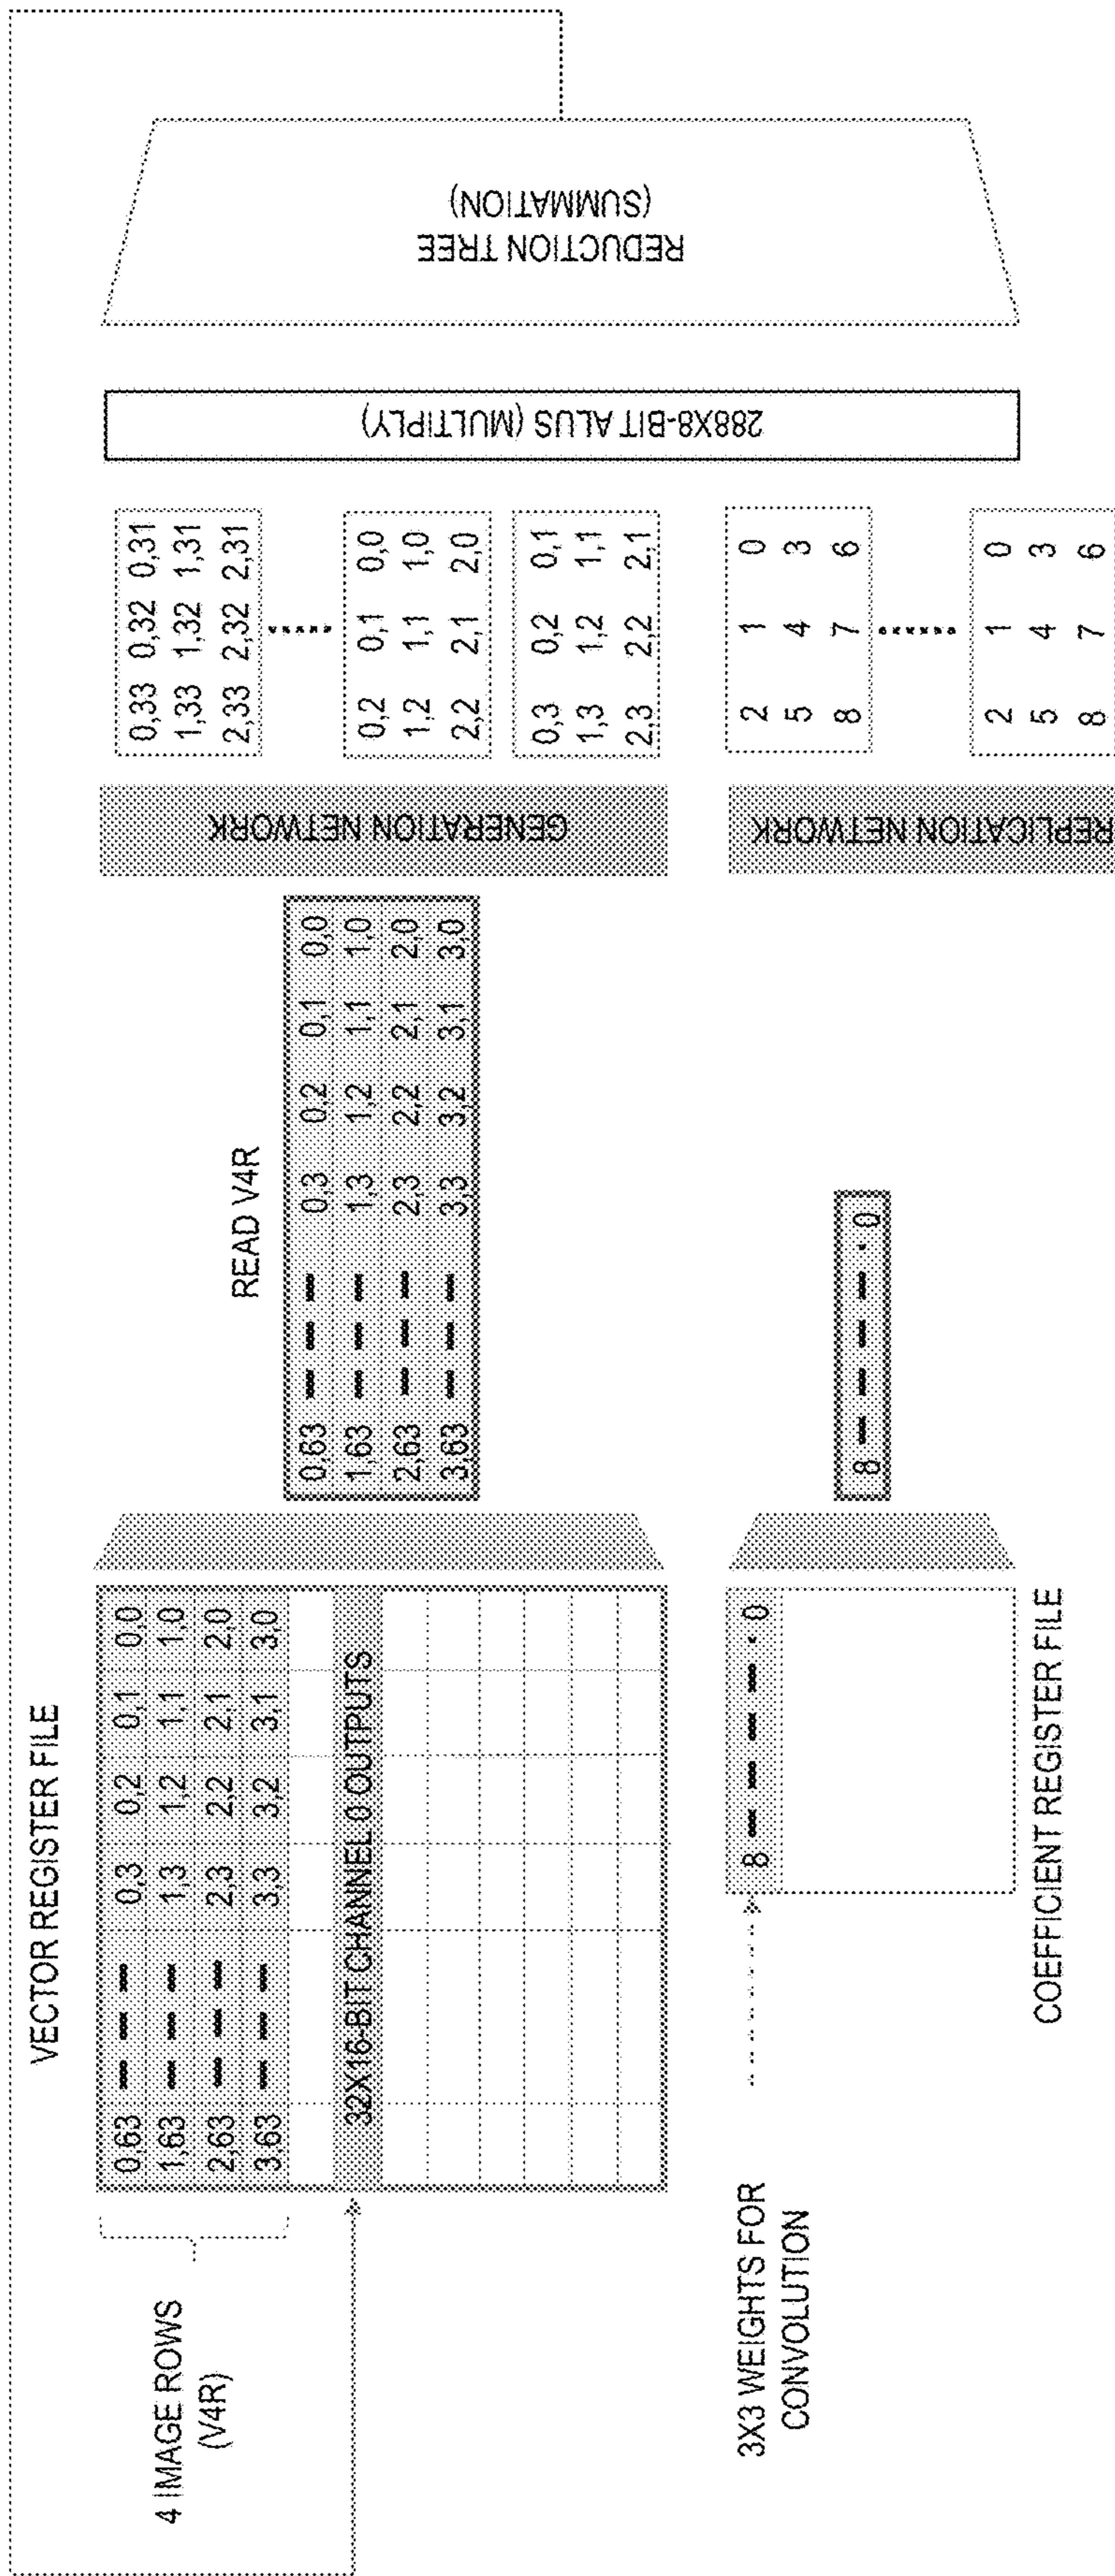 VECTOR REGISTER FILE
4 IMAGE ROWS
(V4R)
0,63 0,3 0,2 0,1 0,0
1,63 1,3 1,2 1,1 1,0
2,63 2,3 2,2 2,1 2,0
3,63 3,3 3,2 3,1 3,0
32X16-BIT CHANNEL 0 OUTPUTS
READ V4R
0,63 0,3 0,2 0,1 0,0
1,63 1,3 1,2 1,1 1,0
2,63 2,3 2,2 2,1 2,0
3,63 3,3 3,2 3,1 3,0
GENERATION NETWORK
0,33 0,32 0,31
1,33 1,32 1,31
2,33 2,32 2,31
0,2 0,1 0,0
1,2 1,1 1,0
2,2 2,1 2,0
0,3 0,2 0,1
1,3 1,2 1,1
2,3 2,2 2,1
288X8-BIT ALUS (MULTIPLY)
REDUCTION TREE
(SUMMATION)
3X3 WEIGHTS FOR
CONVOLUTION
8 0
COEFFICIENT REGISTER FILE
8 0
REPLICATION NETWORK
2 1 0
5 4 3
8 7 6
2 1 0
5 4 3
8 7 6